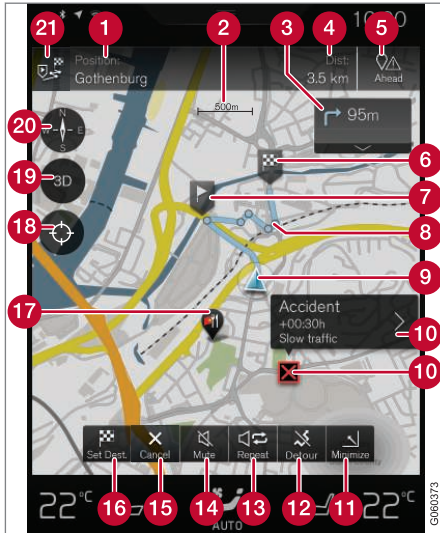 10:00
21
1
2
3
4
5
Position:
Gothenburg
Dist:
3.5 km
Ahead
500m
95m
N
E
S
20
6
19
3D
7
18
8
9
17
Accident
+00:30h
Slow traffic
10
10
Set Dest.
Cancel
Mute
Repeat
Detour
Minimize
16
15
14
13
12
11
22°C
AUTO
22°C
G060373